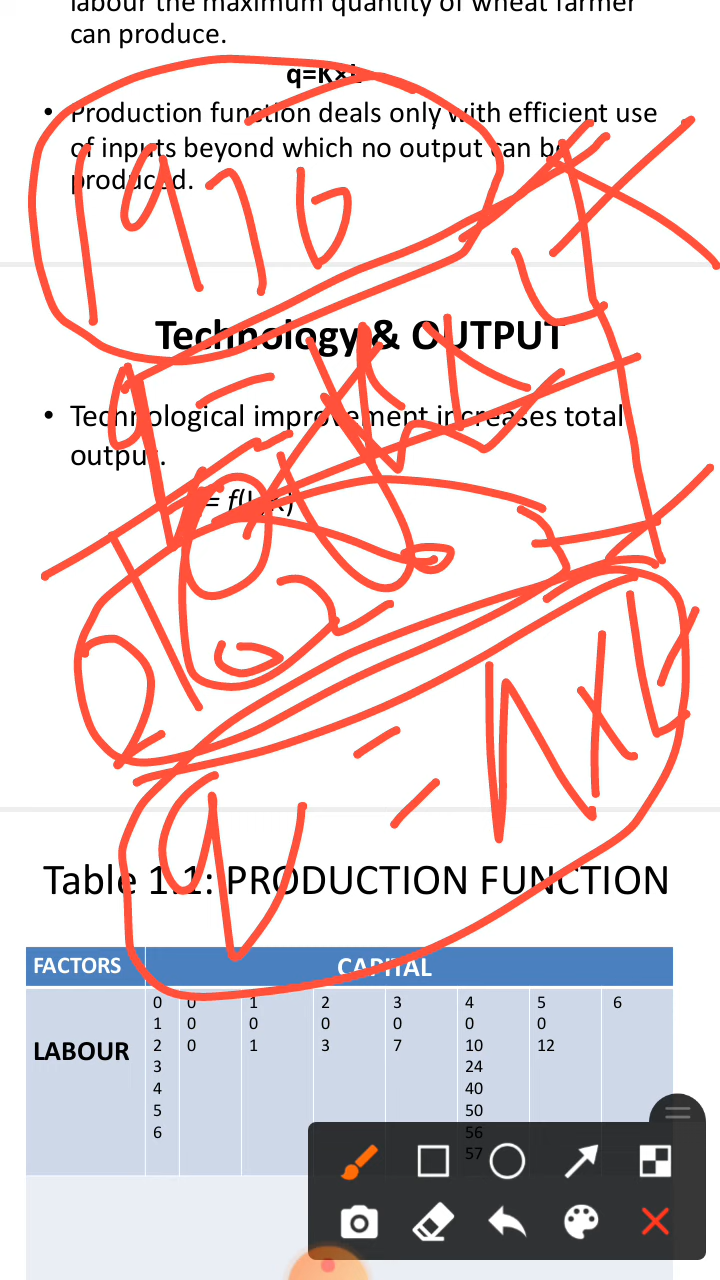 labour the maximum quantity of wheat farmer
can produce.
q=K×L
• Production function deals only with efficient use
of inputs beyond which no output can be
produced.
1976
Technology & OUTPUT
• Technological improvement increases total
output.
= f(L,K)
q = K×L
Table 1.1: PRODUCTION FUNCTION
FACTORS CAPITAL
LABOUR
0 0 1 2 3 4 5 6
1 0 0 0 0 0 0
2 0 1 3 7 10 12
3 24
4 40
5 50
6 56
57